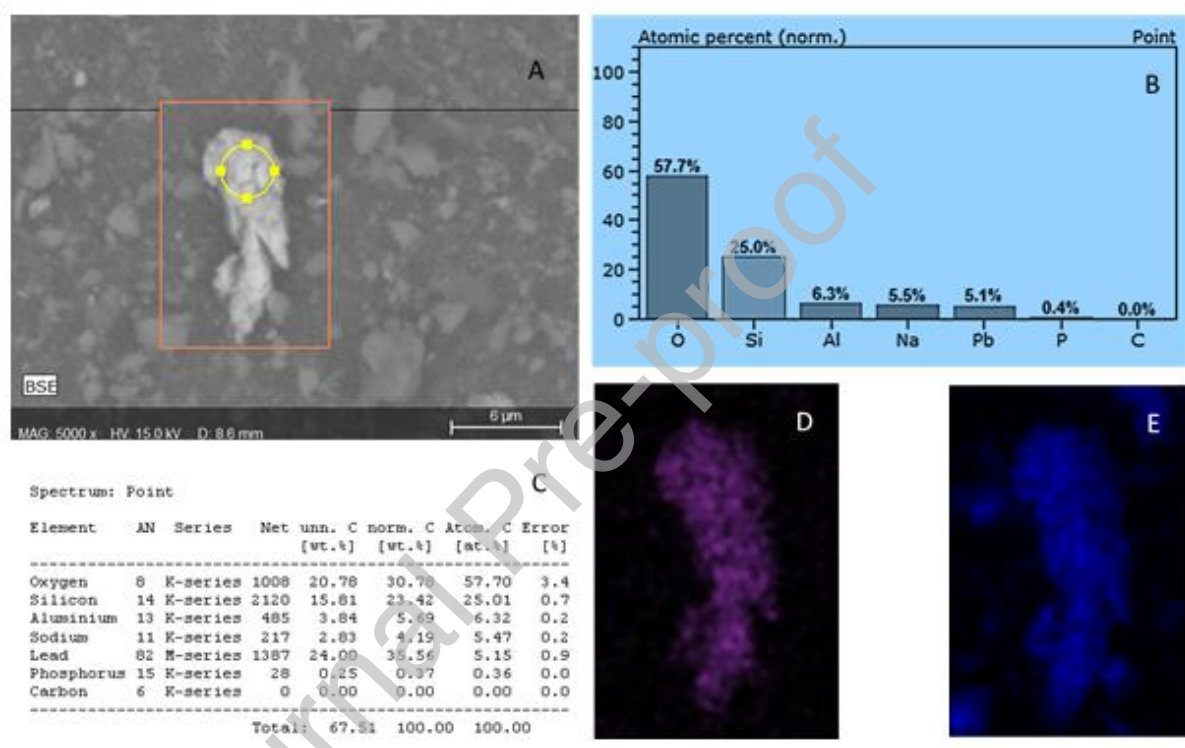 A
BSE
MAG: 5000 x HV: 15.0 kV D: 8.6 mm
6 µm
Atomic percent (norm.) Point
B
100
80
60
40
20
0
57.7%
25.0%
6.3%
5.5%
5.1%
0.4%
0.0%
O Si Al Na Pb P C
C
Spectrum: Point
Element AN Series Net unn. C norm. C Atom. C Error
[wt.%] [wt.%] [at.%] [%]
Oxygen 8 K-series 1008 20.78 30.78 57.70 3.4
Silicon 14 K-series 2120 15.81 23.42 25.01 0.7
Aluminium 13 K-series 485 3.84 5.69 6.32 0.2
Sodium 11 K-series 217 2.83 4.19 5.47 0.2
Lead 82 M-series 1387 24.00 35.56 5.15 0.9
Phosphorus 15 K-series 28 0.25 0.37 0.36 0.0
Carbon 6 K-series 0 0.00 0.00 0.00 0.0
Total: 67.51 100.00 100.00
D
E
Journal Pre-proof